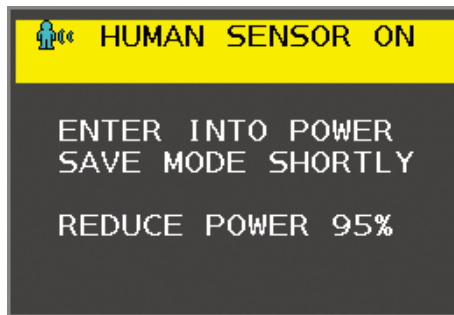 HUMAN SENSOR ON
ENTER INTO POWER
SAVE MODE SHORTLY
REDUCE POWER 95%